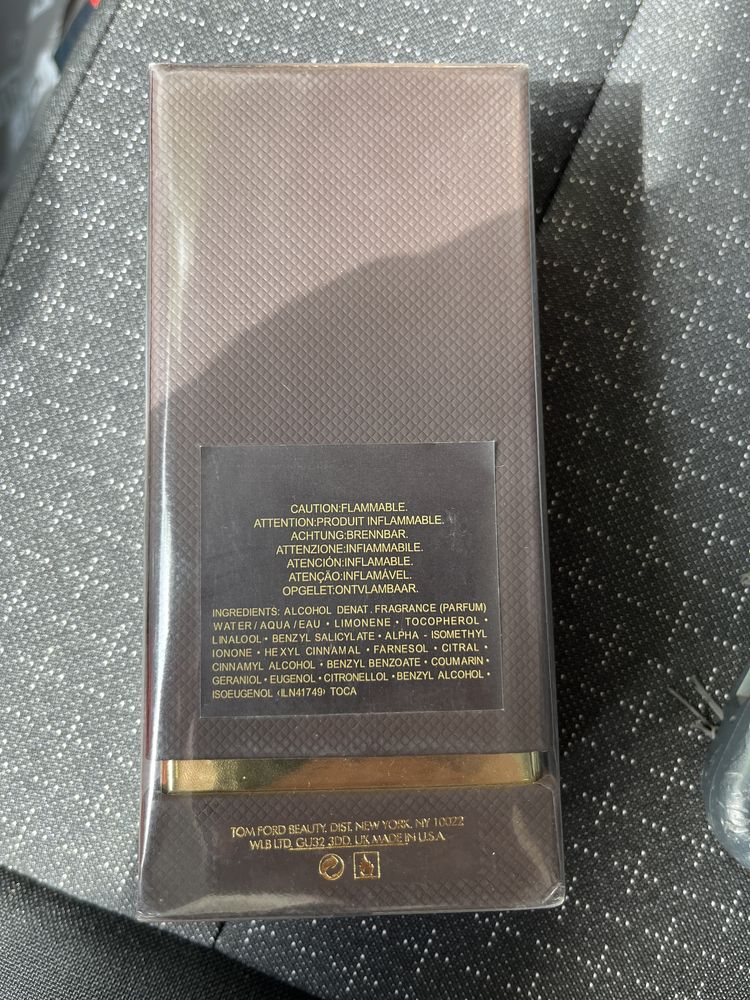 CAUTION:FLAMMABLE.
ATTENTION:PRODUIT INFLAMMABLE.
ACHTUNG:BRENNBAR.
ATTENZIONE:INFIAMMABILE.
ATENCIÓN:INFLAMABLE.
ATENÇÃO:INFLAMÁVEL.
OPGELET:ONTVLAMBAAR.
INGREDIENTS: ALCOHOL DENAT. FRAGRANCE (PARFUM)
WATER / AQUA / EAU • LIMONENE • TOCOPHEROL •
LINALOOL • BENZYL SALICYLATE • ALPHA - ISOMETHYL
IONONE • HEXYL CINNAMAL • FARNESOL • CITRAL •
CINNAMYL ALCOHOL • BENZYL BENZOATE • COUMARIN •
GERANIOL • EUGENOL • CITRONELLOL • BENZYL ALCOHOL •
ISOEUGENOL ‹ILN41749› TOCA
TOM FORD BEAUTY, DIST. NEW YORK, NY 10022
WLB LTD, GU32 3DD, UK MADE IN U.S.A.